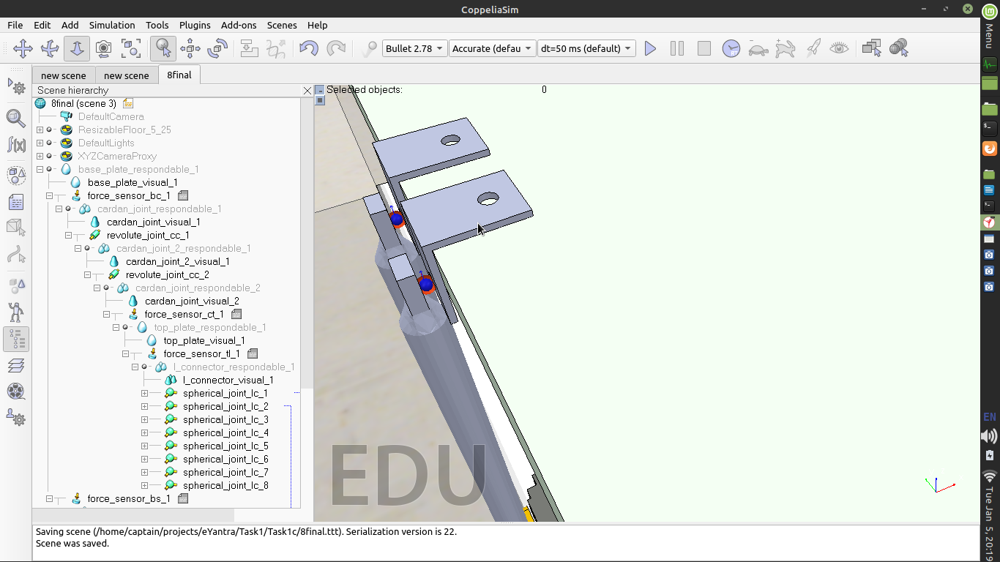 CoppeliaSim
File Edit Add Simulation Tools Plugins Add-ons Scenes Help
Bullet 2.78 Accurate (defau dt=50 ms (default)
new scene new scene 8final
Scene hierarchy
Selected objects: 0
8final (scene 3)
DefaultCamera
ResizableFloor_5_25
DefaultLights
XYZCameraProxy
base_plate_respondable_1
base_plate_visual_1
force_sensor_bc_1
cardan_joint_respondable_1
cardan_joint_visual_1
revolute_joint_cc_1
cardan_joint_2_respondable_1
cardan_joint_2_visual_1
revolute_joint_cc_2
cardan_joint_respondable_2
cardan_joint_visual_2
force_sensor_ct_1
top_plate_respondable_1
top_plate_visual_1
force_sensor_tl_1
l_connector_respondable_1
l_connector_visual_1
spherical_joint_lc_1
spherical_joint_lc_2
spherical_joint_lc_3
spherical_joint_lc_4
spherical_joint_lc_5
spherical_joint_lc_6
spherical_joint_lc_7
spherical_joint_lc_8
force_sensor_bs_1
EDU
Saving scene (/home/captain/projects/eYantra/Task1/Task1c/8final.ttt). Serialization version is 22.
Scene was saved.
Menu
EN
Tue Jan 5, 20:19